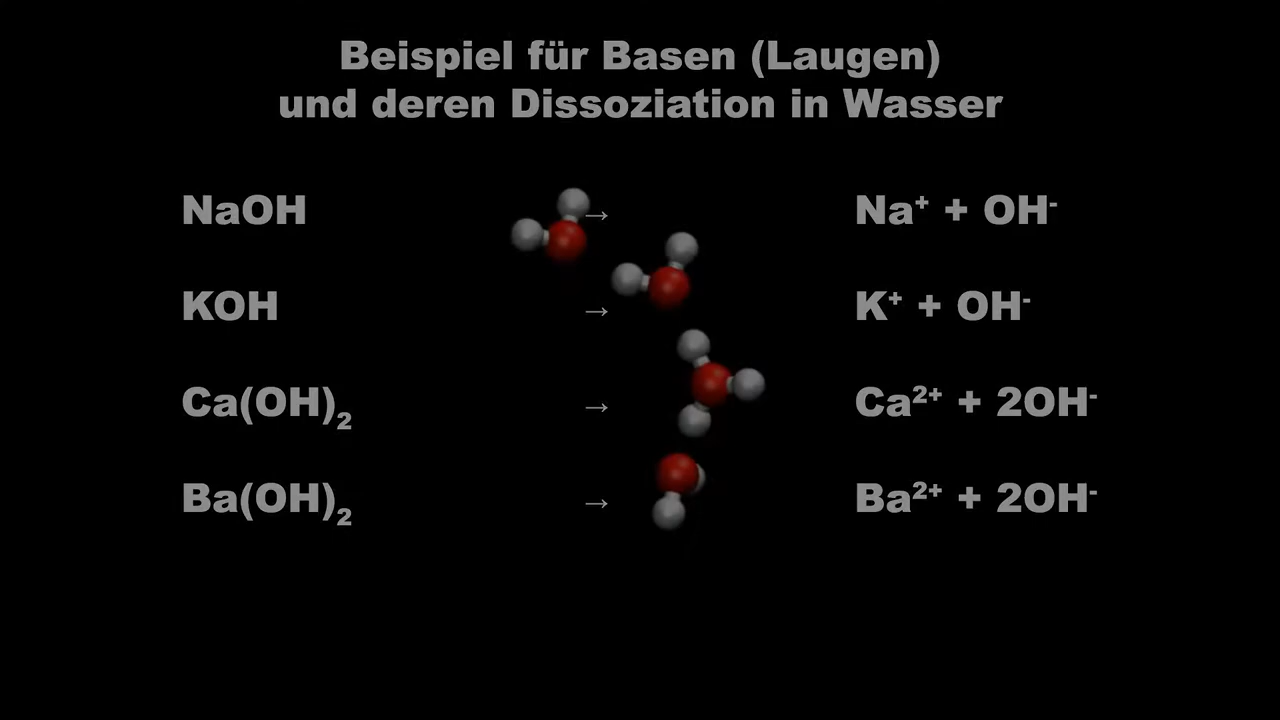 Beispiel für Basen (Laugen)
und deren Dissoziation in Wasser
NaOH → Na⁺ + OH⁻
KOH → K⁺ + OH⁻
Ca(OH)₂ → Ca²⁺ + 2OH⁻
Ba(OH)₂ → Ba²⁺ + 2OH⁻